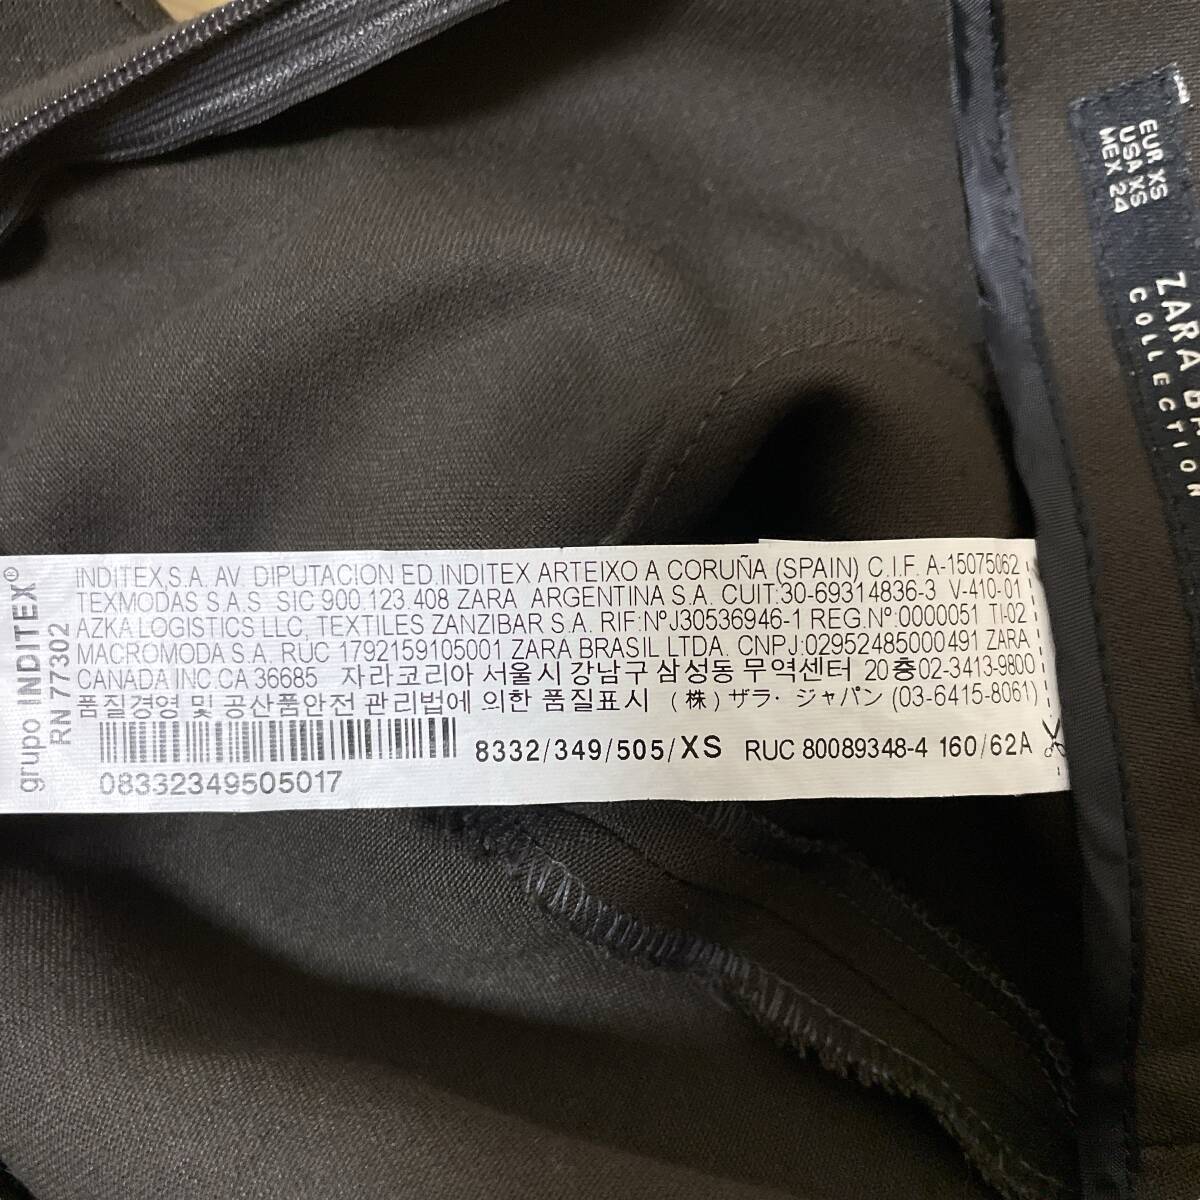 EUR XS
USA XS
MEX 24
ZARA
COLLECTION
grupo INDITEX®
RN 77302
INDITEX,S.A. AV. DIPUTACION ED.INDITEX ARTEIXO A CORUÑA (SPAIN) C.I.F. A-15075062
TEXMODAS S.A.S SIC 900.123.408 ZARA ARGENTINA S.A. CUIT:30-69314836-3 V-410-01
AZKA LOGISTICS LLC, TEXTILES ZANZIBAR S.A. RIF:NºJ30536946-1 REG.Nº:0000051 TI-02
MACROMODA S.A. RUC 1792159105001 ZARA BRASIL LTDA. CNPJ:02952485000491 ZARA
CANADA INC.CA 36685 자라코리아 서울시 강남구 삼성동 무역센터 20층02-3413-9800
품질경영 및 공산품안전 관리법에 의한 품질표시 (株) ザラ・ジャパン (03-6415-8061)
8332/349/505/XS RUC 80089348-4 160/62A
08332349505017